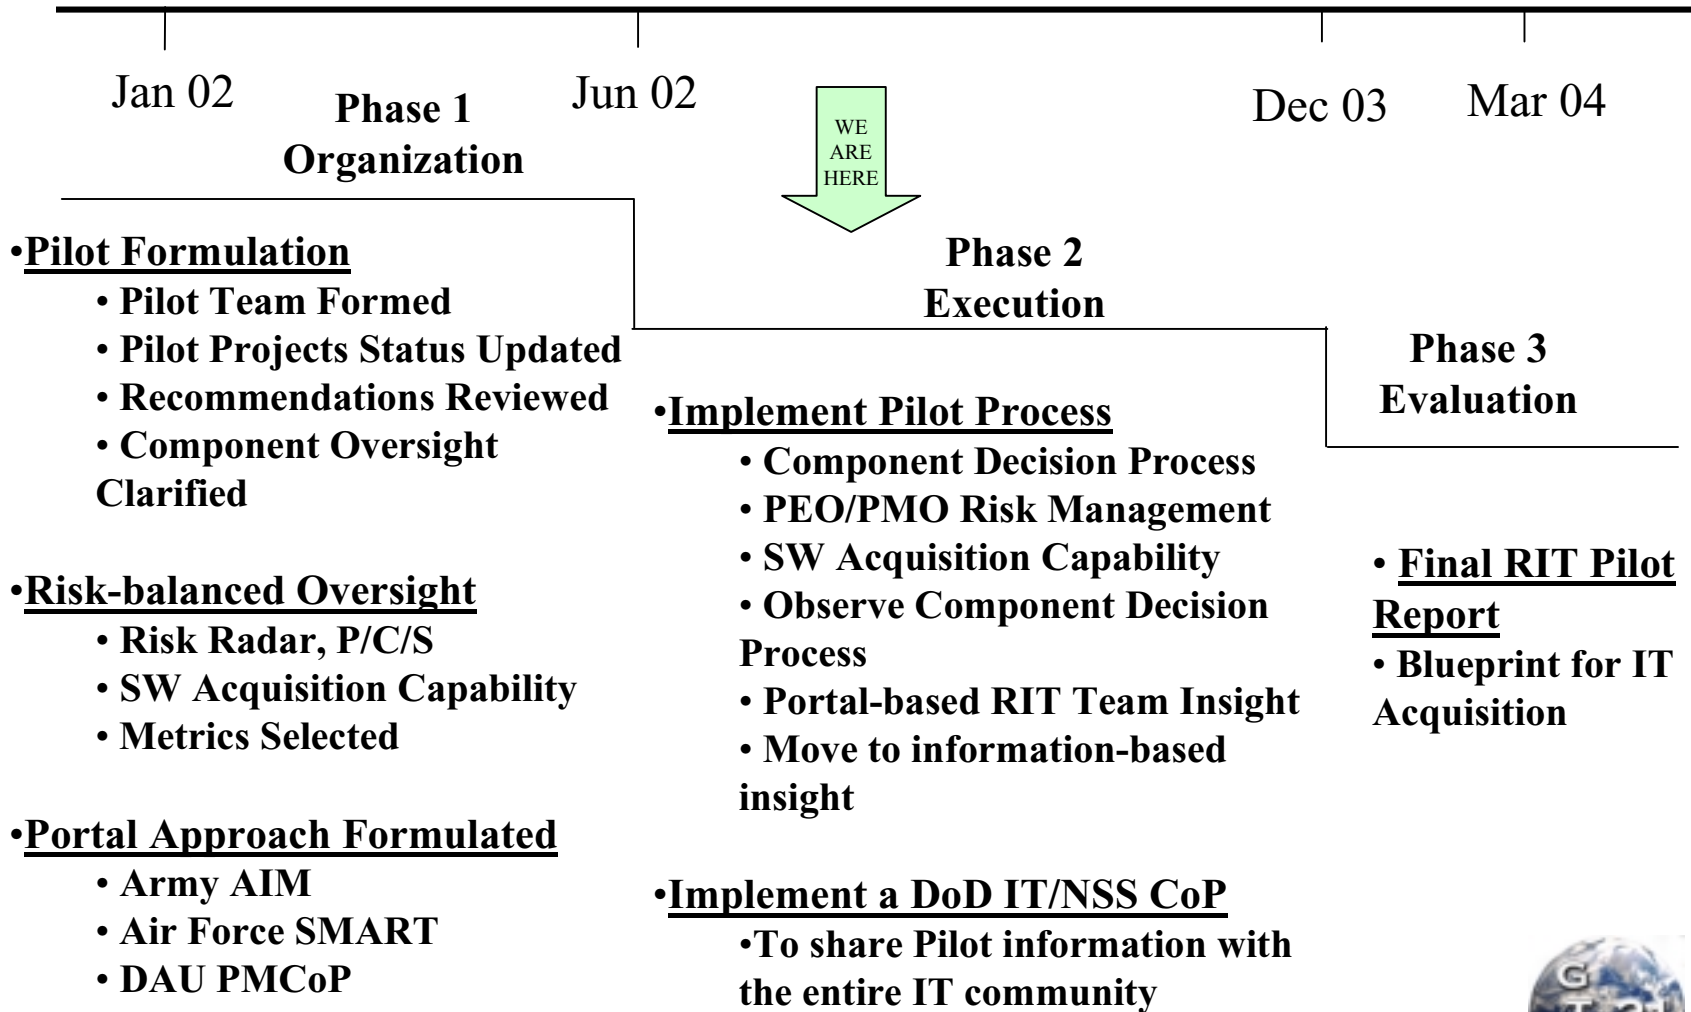 Jan 02
Jun 02
Dec 03
Mar 04
Phase 1
Organization
WE
ARE
HERE
•Pilot Formulation
• Pilot Team Formed
• Pilot Projects Status Updated
• Recommendations Reviewed
• Component Oversight
Clarified
•Risk-balanced Oversight
• Risk Radar, P/C/S
• SW Acquisition Capability
• Metrics Selected
•Portal Approach Formulated
• Army AIM
• Air Force SMART
• DAU PMCoP
Phase 2
Execution
•Implement Pilot Process
• Component Decision Process
• PEO/PMO Risk Management
• SW Acquisition Capability
• Observe Component Decision
Process
• Portal-based RIT Team Insight
• Move to information-based
insight
•Implement a DoD IT/NSS CoP
•To share Pilot information with
the entire IT community
Phase 3
Evaluation
• Final RIT Pilot
Report
• Blueprint for IT
Acquisition